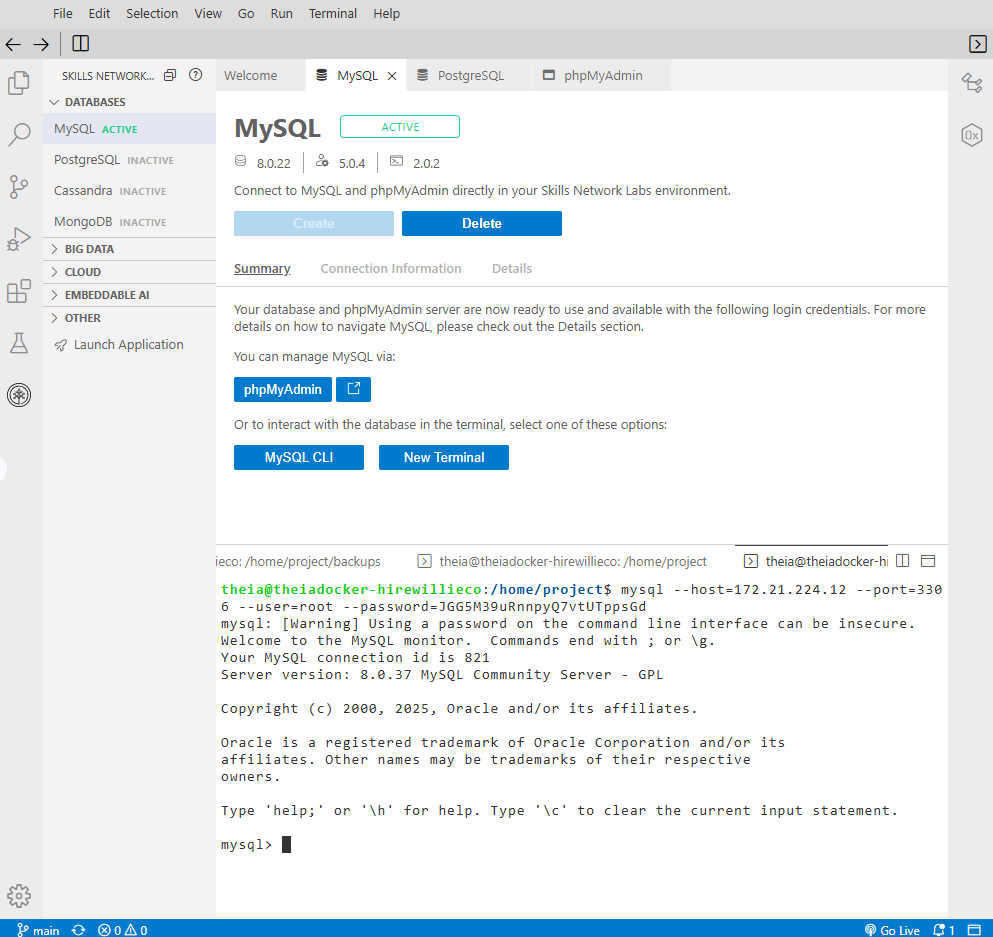 File Edit Selection View Go Run Terminal Help
SKILLS NETWORK...
Welcome
MySQL
PostgreSQL
phpMyAdmin
DATABASES
MySQL ACTIVE
PostgreSQL INACTIVE
Cassandra INACTIVE
MongoDB INACTIVE
BIG DATA
CLOUD
EMBEDDABLE AI
OTHER
Launch Application
MySQL
ACTIVE
8.0.22
5.0.4
2.0.2
Connect to MySQL and phpMyAdmin directly in your Skills Network Labs environment.
Create
Delete
Summary
Connection Information
Details
Your database and phpMyAdmin server are now ready to use and available with the following login credentials. For more
details on how to navigate MySQL, please check out the Details section.
You can manage MySQL via:
phpMyAdmin
Or to interact with the database in the terminal, select one of these options:
MySQL CLI
New Terminal
ieco: /home/project/backups
theia@theiadocker-hirewillieco: /home/project
theia@theiadocker-hi
theia@theiadocker-hirewillieco:/home/project$ mysql --host=172.21.224.12 --port=330
6 --user=root --password=JGG5M39uRnnpyQ7vtUTppsGd
mysql: [Warning] Using a password on the command line interface can be insecure.
Welcome to the MySQL monitor.  Commands end with ; or \g.
Your MySQL connection id is 821
Server version: 8.0.37 MySQL Community Server - GPL
Copyright (c) 2000, 2025, Oracle and/or its affiliates.
Oracle is a registered trademark of Oracle Corporation and/or its
affiliates. Other names may be trademarks of their respective
owners.
Type 'help;' or '\h' for help. Type '\c' to clear the current input statement.
mysql>
0x
main
0
0
Go Live
1